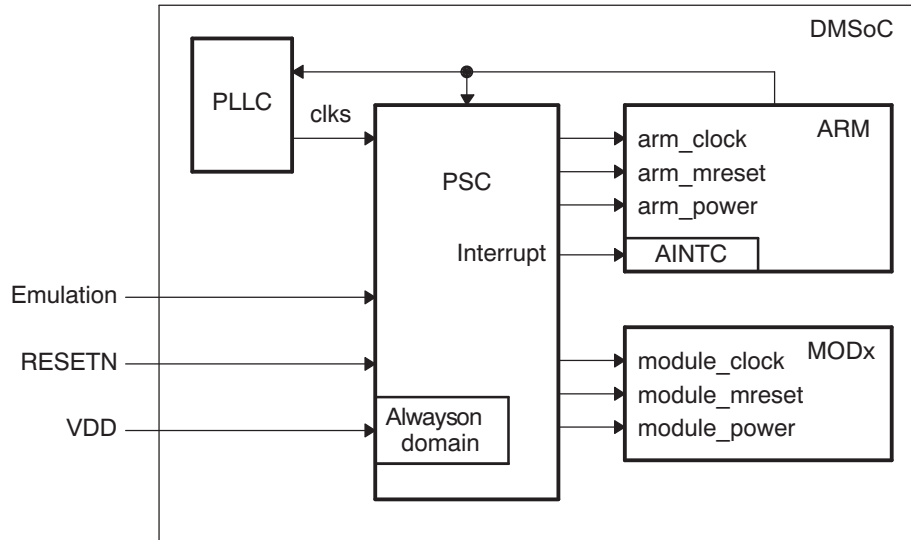 DMSoC
PLLC
clks
PSC
Interrupt
ARM
arm_clock
arm_mreset
arm_power
AINTC
Emulation
RESETN
VDD
Alwayson
domain
MODx
module_clock
module_mreset
module_power